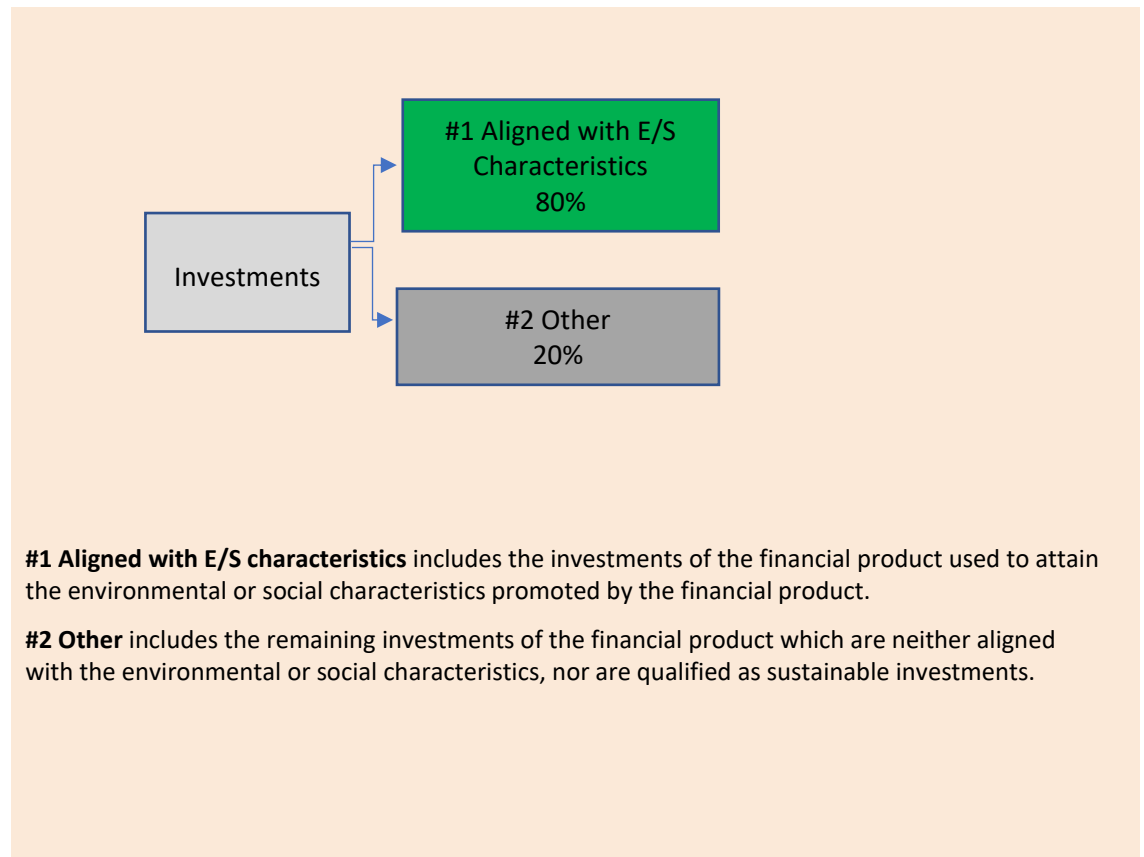 #1 Aligned with E/S
Characteristics
80%
Investments
#2 Other
20%
#1 Aligned with E/S characteristics includes the investments of the financial product used to attain
the environmental or social characteristics promoted by the financial product.
#2 Other includes the remaining investments of the financial product which are neither aligned
with the environmental or social characteristics, nor are qualified as sustainable investments.